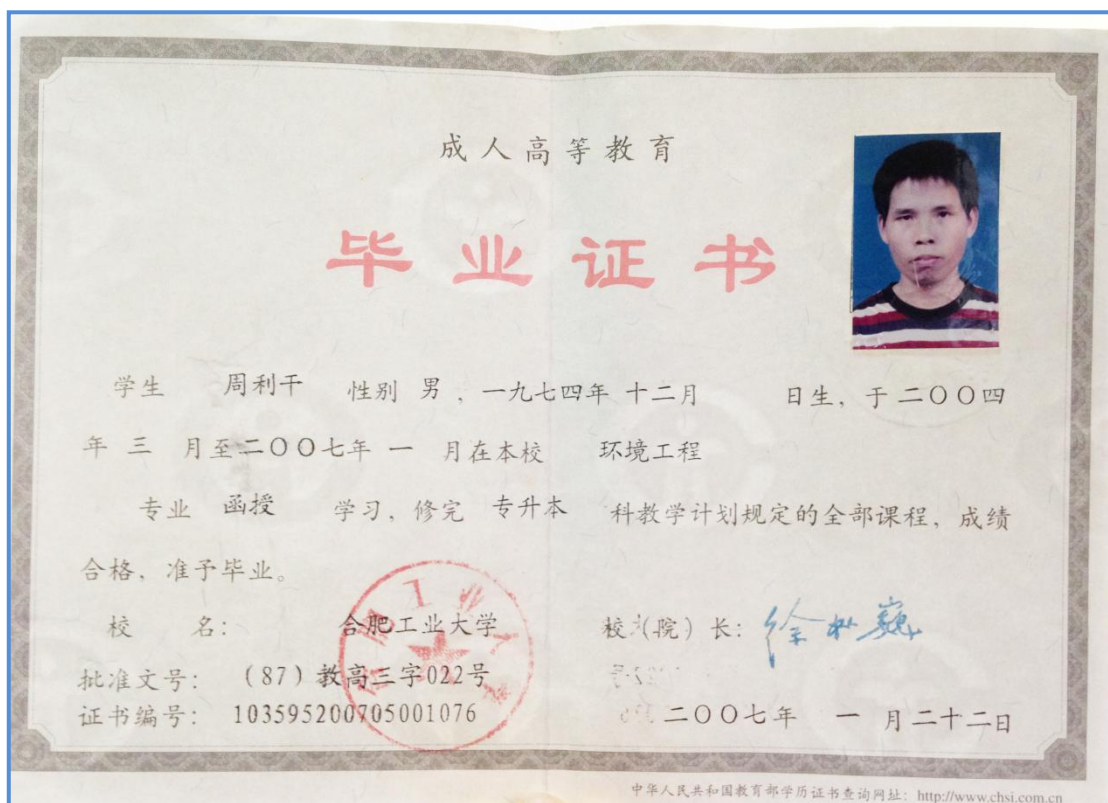 成人高等教育
毕业证书
学生 周利干 性别 男，一九七四年 十二月 日生，于二〇〇四
年 三 月至二〇〇七年 一 月在本校 环境工程
专业 函授 学习，修完 专升本 科教学计划规定的全部课程，成绩
合格，准予毕业。
校 名： 合肥工业大学 校（院）长：徐枞巍
批准文号：（87）教高三字022号
证书编号：103595200705001076 二〇〇七年 一 月二十二日
中华人民共和国教育部学历证书查询网址：http://www.chsi.com.cn